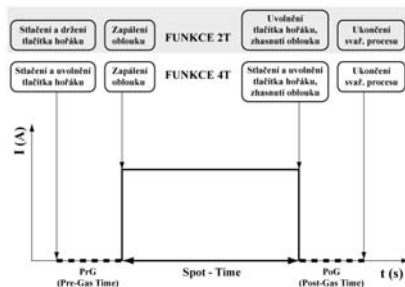 Stlačení a držení
tlačítka hořáku
Zapálení
oblouku
FUNKCE 2T
Uvolnění
tlačítka hořáku,
zhasnutí oblouku
Ukončení
svař. procesu
Stlačení a uvolnění
tlačítka hořáku
Zapálení
oblouku
FUNKCE 4T
Stlačení a uvolnění
tlačítka hořáku,
zhasnutí oblouku
Ukončení
svař. procesu
I (A)
t (s)
PrG
(Pre-Gas Time)
Spot - Time
PoG
(Post-Gas Time)